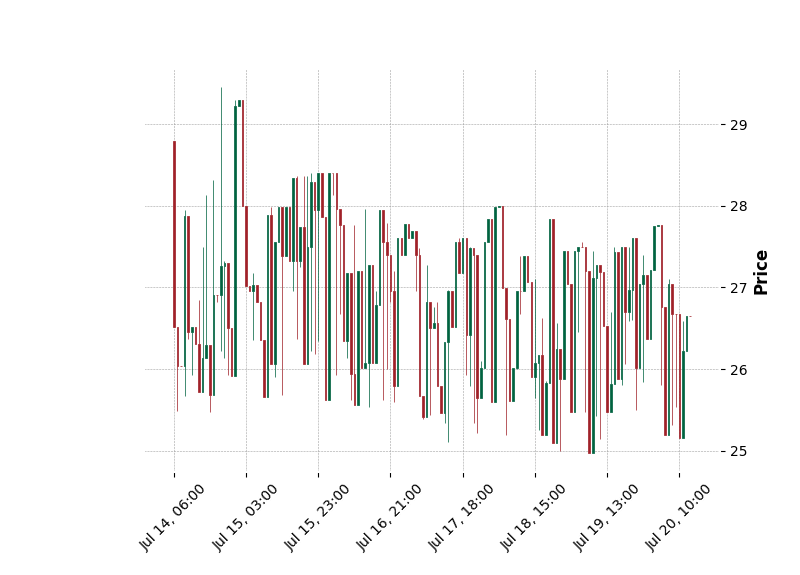 29
28
27
26
25
Price
Jul 14, 06:00
Jul 15, 03:00
Jul 15, 23:00
Jul 16, 21:00
Jul 17, 18:00
Jul 18, 15:00
Jul 19, 13:00
Jul 20, 10:00